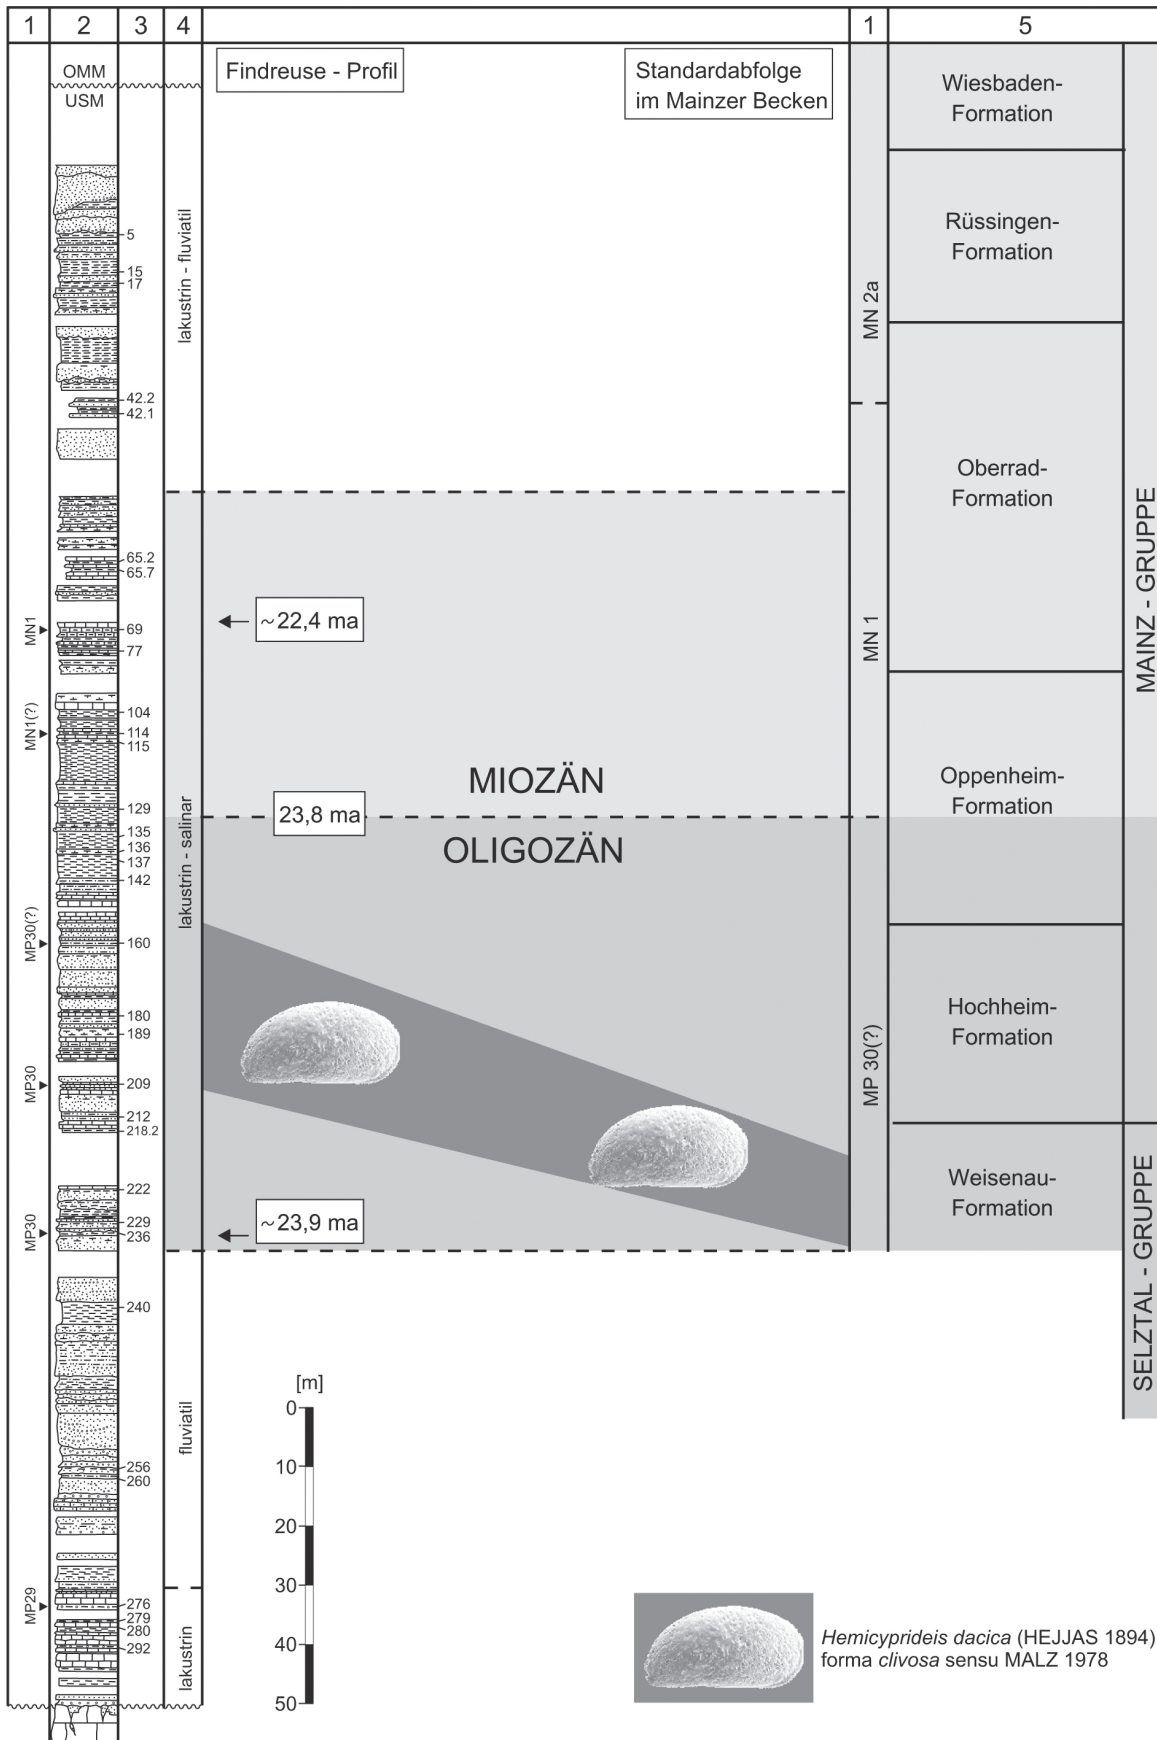 1
2
3
4
1
5
OMM
USM
Findreuse - Profil
Standardabfolge
im Mainzer Becken
5
15
17
42.2
42.1
65.2
65.7
69
77
104
114
115
129
135
136
137
142
160
180
189
209
212
218.2
222
229
236
240
256
260
276
279
280
292
MN1
MN1(?)
MP30(?)
MP30
MP30
MP29
lakustrin - fluviatil
lakustrin - salinar
fluviatil
lakustrin
~22,4 ma
MIOZÄN
23,8 ma
OLIGOZÄN
~23,9 ma
MN 2a
MN 1
MP 30(?)
Wiesbaden-
Formation
Rüssingen-
Formation
Oberrad-
Formation
Oppenheim-
Formation
Hochheim-
Formation
Weisenau-
Formation
MAINZ - GRUPPE
SELZTAL - GRUPPE
[m]
0
10
20
30
40
50
Hemicyprideis dacica (HEJJAS 1894)
forma clivosa sensu MALZ 1978